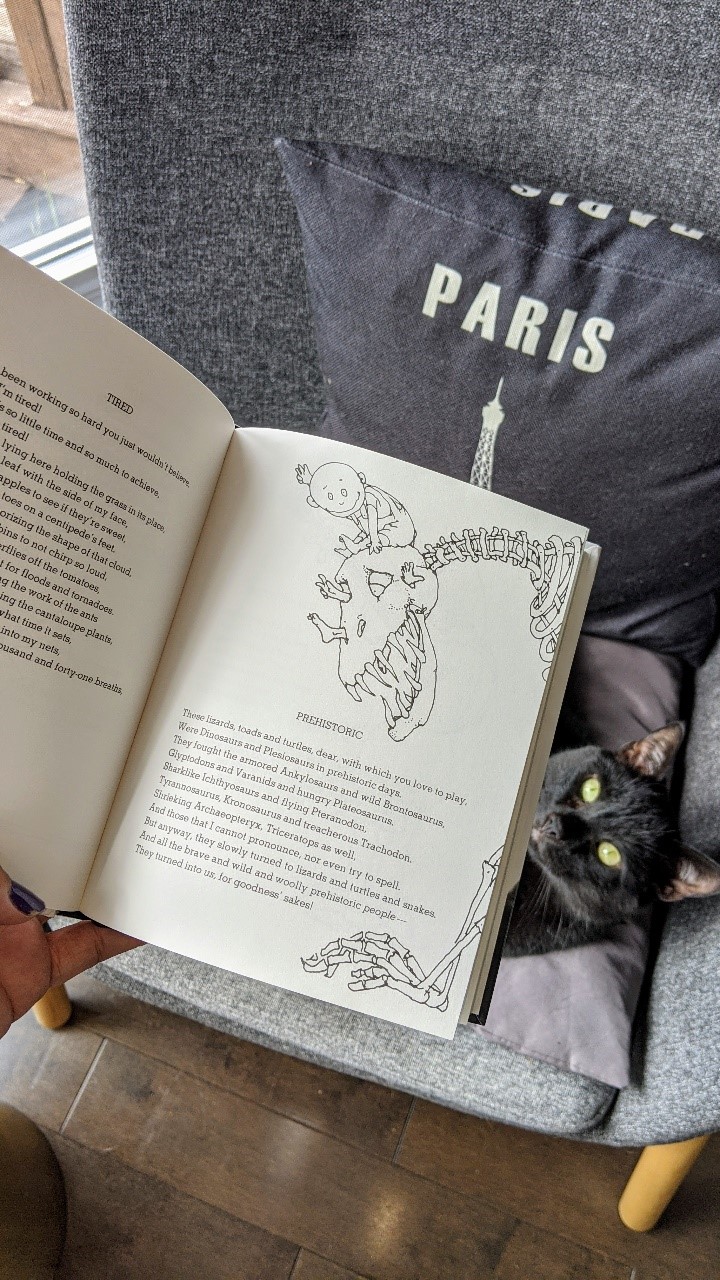 PARIS
PARIS
TIRED
been working so hard you just wouldn't believe,
I'm tired!
so little time and so much to achieve,
tired!
lying here holding the grass in its place,
leaf with the side of my face,
apples to see if they're sweet,
toes on a centipede's feet.
orizing the shape of that cloud,
bins to not chirp so loud,
rflies off the tomatoes,
for floods and tornadoes.
ng the work of the ants
ing the cantaloupe plants,
what time it sets,
into my nets,
ousand and forty-one breaths,
PREHISTORIC
These lizards, toads and turtles, dear, with which you love to play,
Were Dinosaurs and Plesiosaurs in prehistoric days.
They fought the armored Ankylosaurs and wild Brontosaurus,
Glyptodons and Varanids and hungry Plateosaurus.
Sharklike Ichthyosaurs and flying Pteranodon,
Tyrannosaurus, Kronosaurus and treacherous Trachodon.
Shrieking Archaeopteryx, Triceratops as well,
And those that I cannot pronounce, nor even try to spell.
But anyway, they slowly turned to lizards and turtles and snakes.
And all the brave and wild and woolly prehistoric people—
They turned into us, for goodness' sakes!